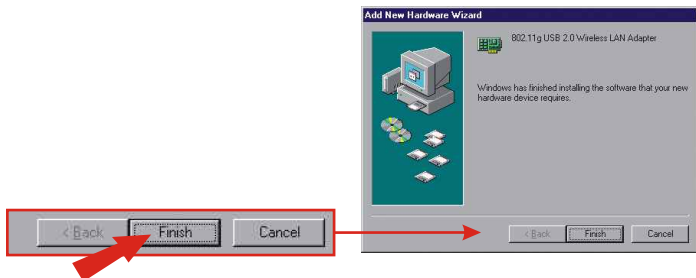 Add New Hardware Wizard
802.11g USB 2.0 Wireless LAN Adapter
Windows has finished installing the software that your new
hardware device requires.
< Back Finish Cancel
< Back Finish Cancel